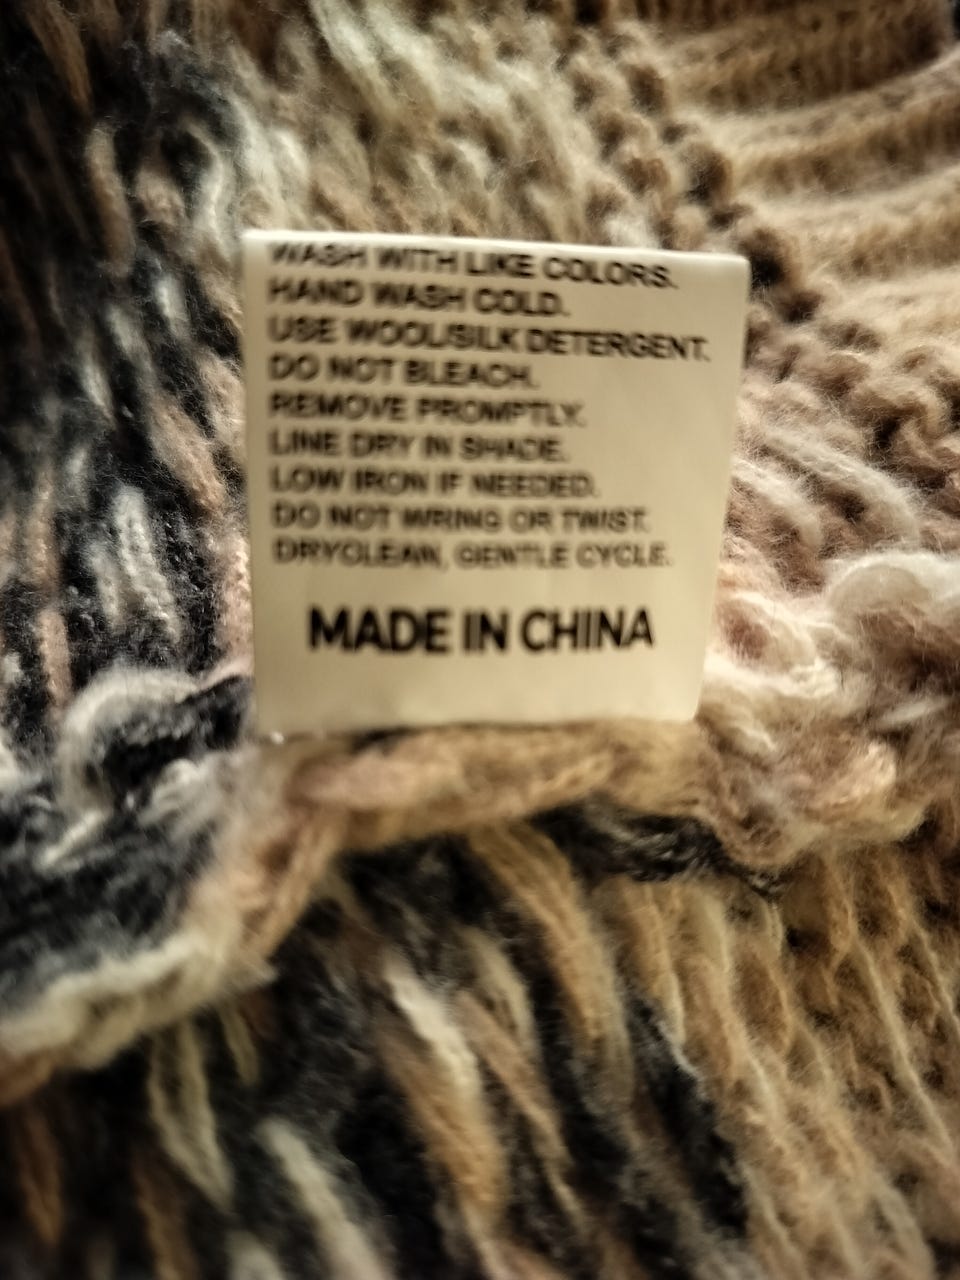 WASH WITH LIKE COLORS.
HAND WASH COLD.
USE WOOL/SILK DETERGENT.
DO NOT BLEACH.
REMOVE PROMPTLY.
LINE DRY IN SHADE.
LOW IRON IF NEEDED.
DO NOT WRING OR TWIST.
DRYCLEAN, GENTLE CYCLE.
MADE IN CHINA